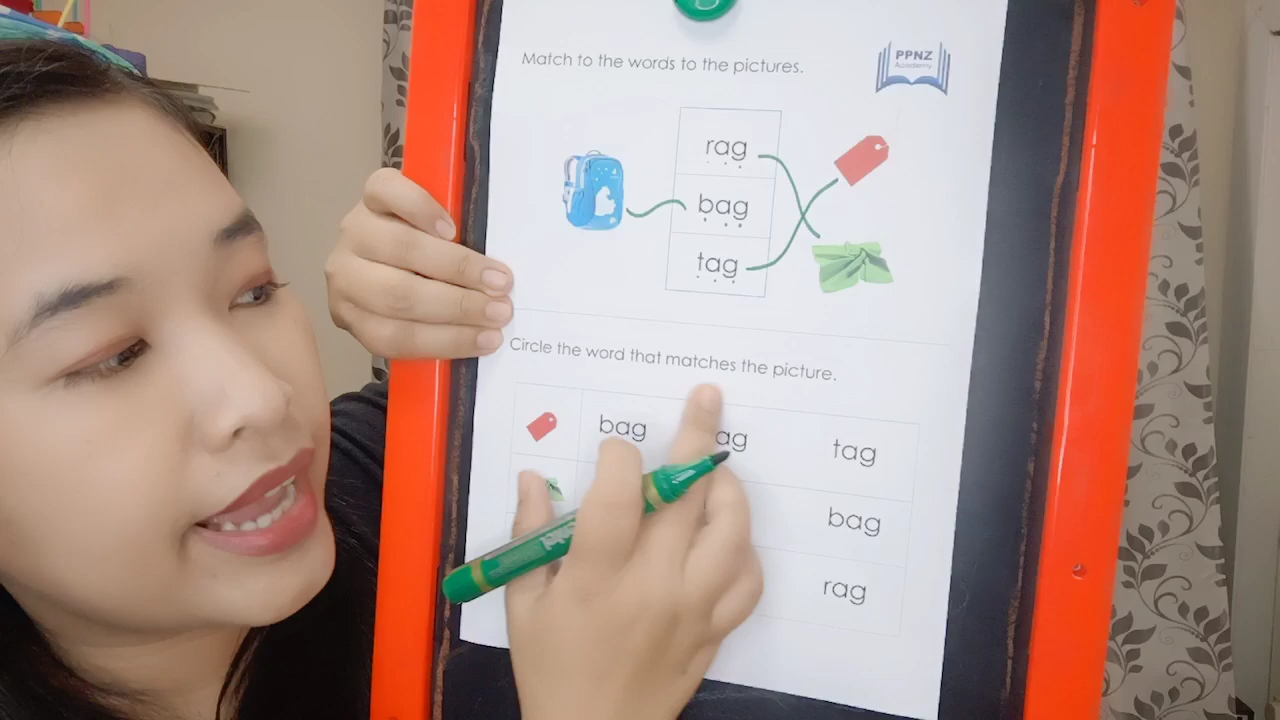 Match to the words to the pictures.
PPNZ
Academy
rag
bag
tag
Circle the word that matches the picture.
bag ag tag
bag
rag